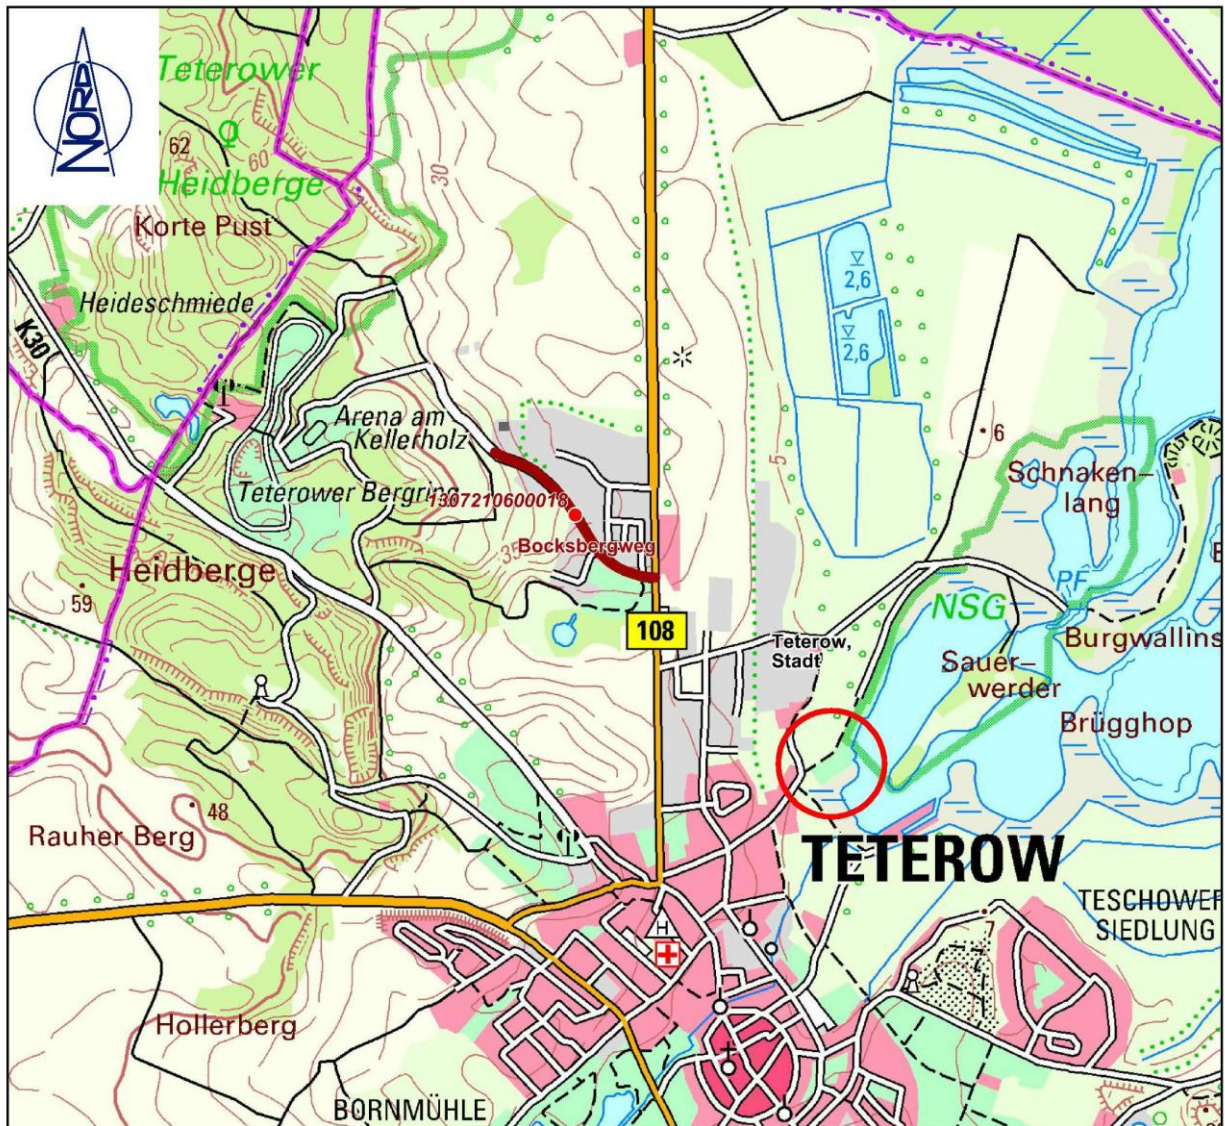 NORD
Teterower
62
60
Heidberge
Korte Pust
30
Heideschmiede
2,6
K30
2,6
Arena am
Kellerholz
5
6
Schnaken–
lang
Teterower Bergring
1307210600018
35
Bocksbergweg
Heidberge
PF
59
NSG
108
Teterow,
Stadt
Burgwallins
Sauer–
werder
Brügghop
48
Rauher Berg
TETEROW
TESCHOWER
SIEDLUNG
H
7
Hollerberg
BORNMÜHLE